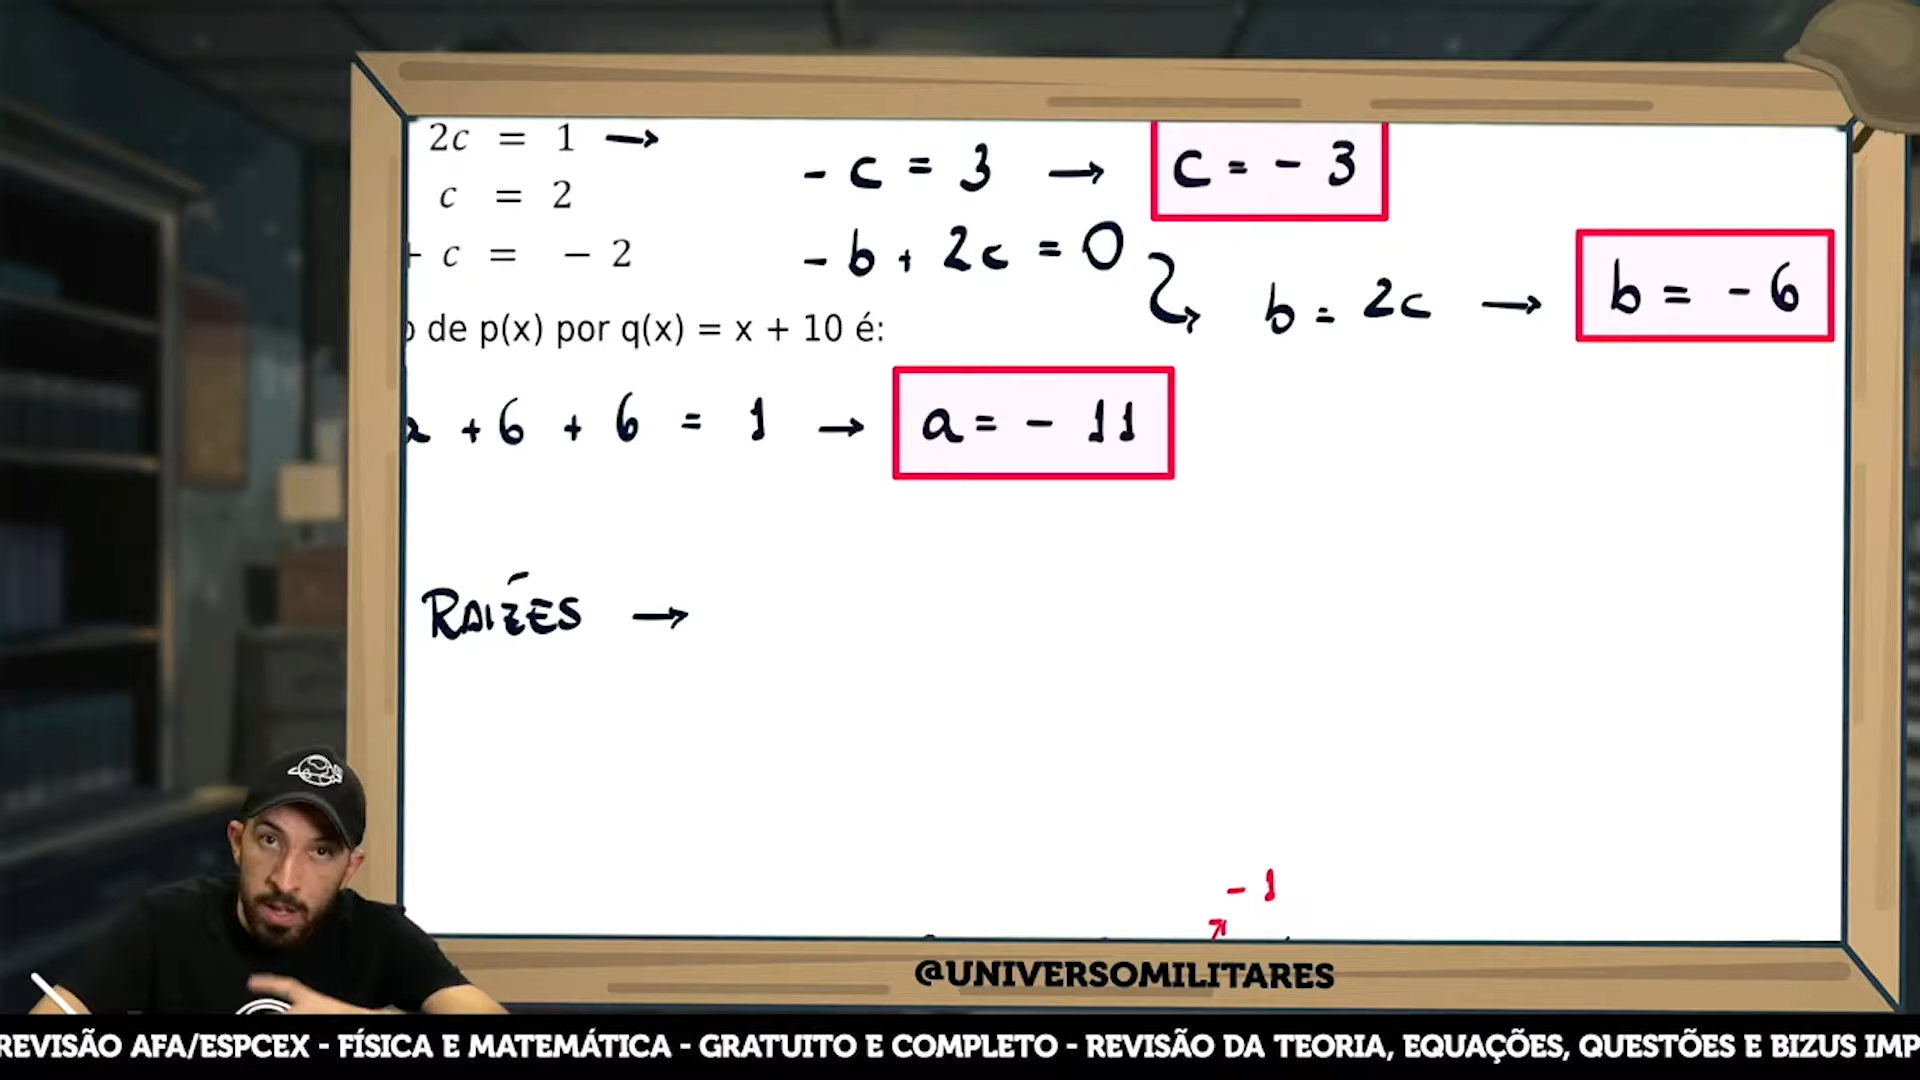 2c = 1 →
c = 2
+ c = − 2
- c = 3 → c = - 3
- b + 2c = 0
b = 2c → b = - 6
de p(x) por q(x) = x + 10 é:
+ 6 + 6 = 1 → a = - 11
RAÍZES →
- 1
@UNIVERSOMILITARES
REVISÃO AFA/ESPCEX - FÍSICA E MATEMÁTICA - GRATUITO E COMPLETO - REVISÃO DA TEORIA, EQUAÇÕES, QUESTÕES E BIZUS IMP